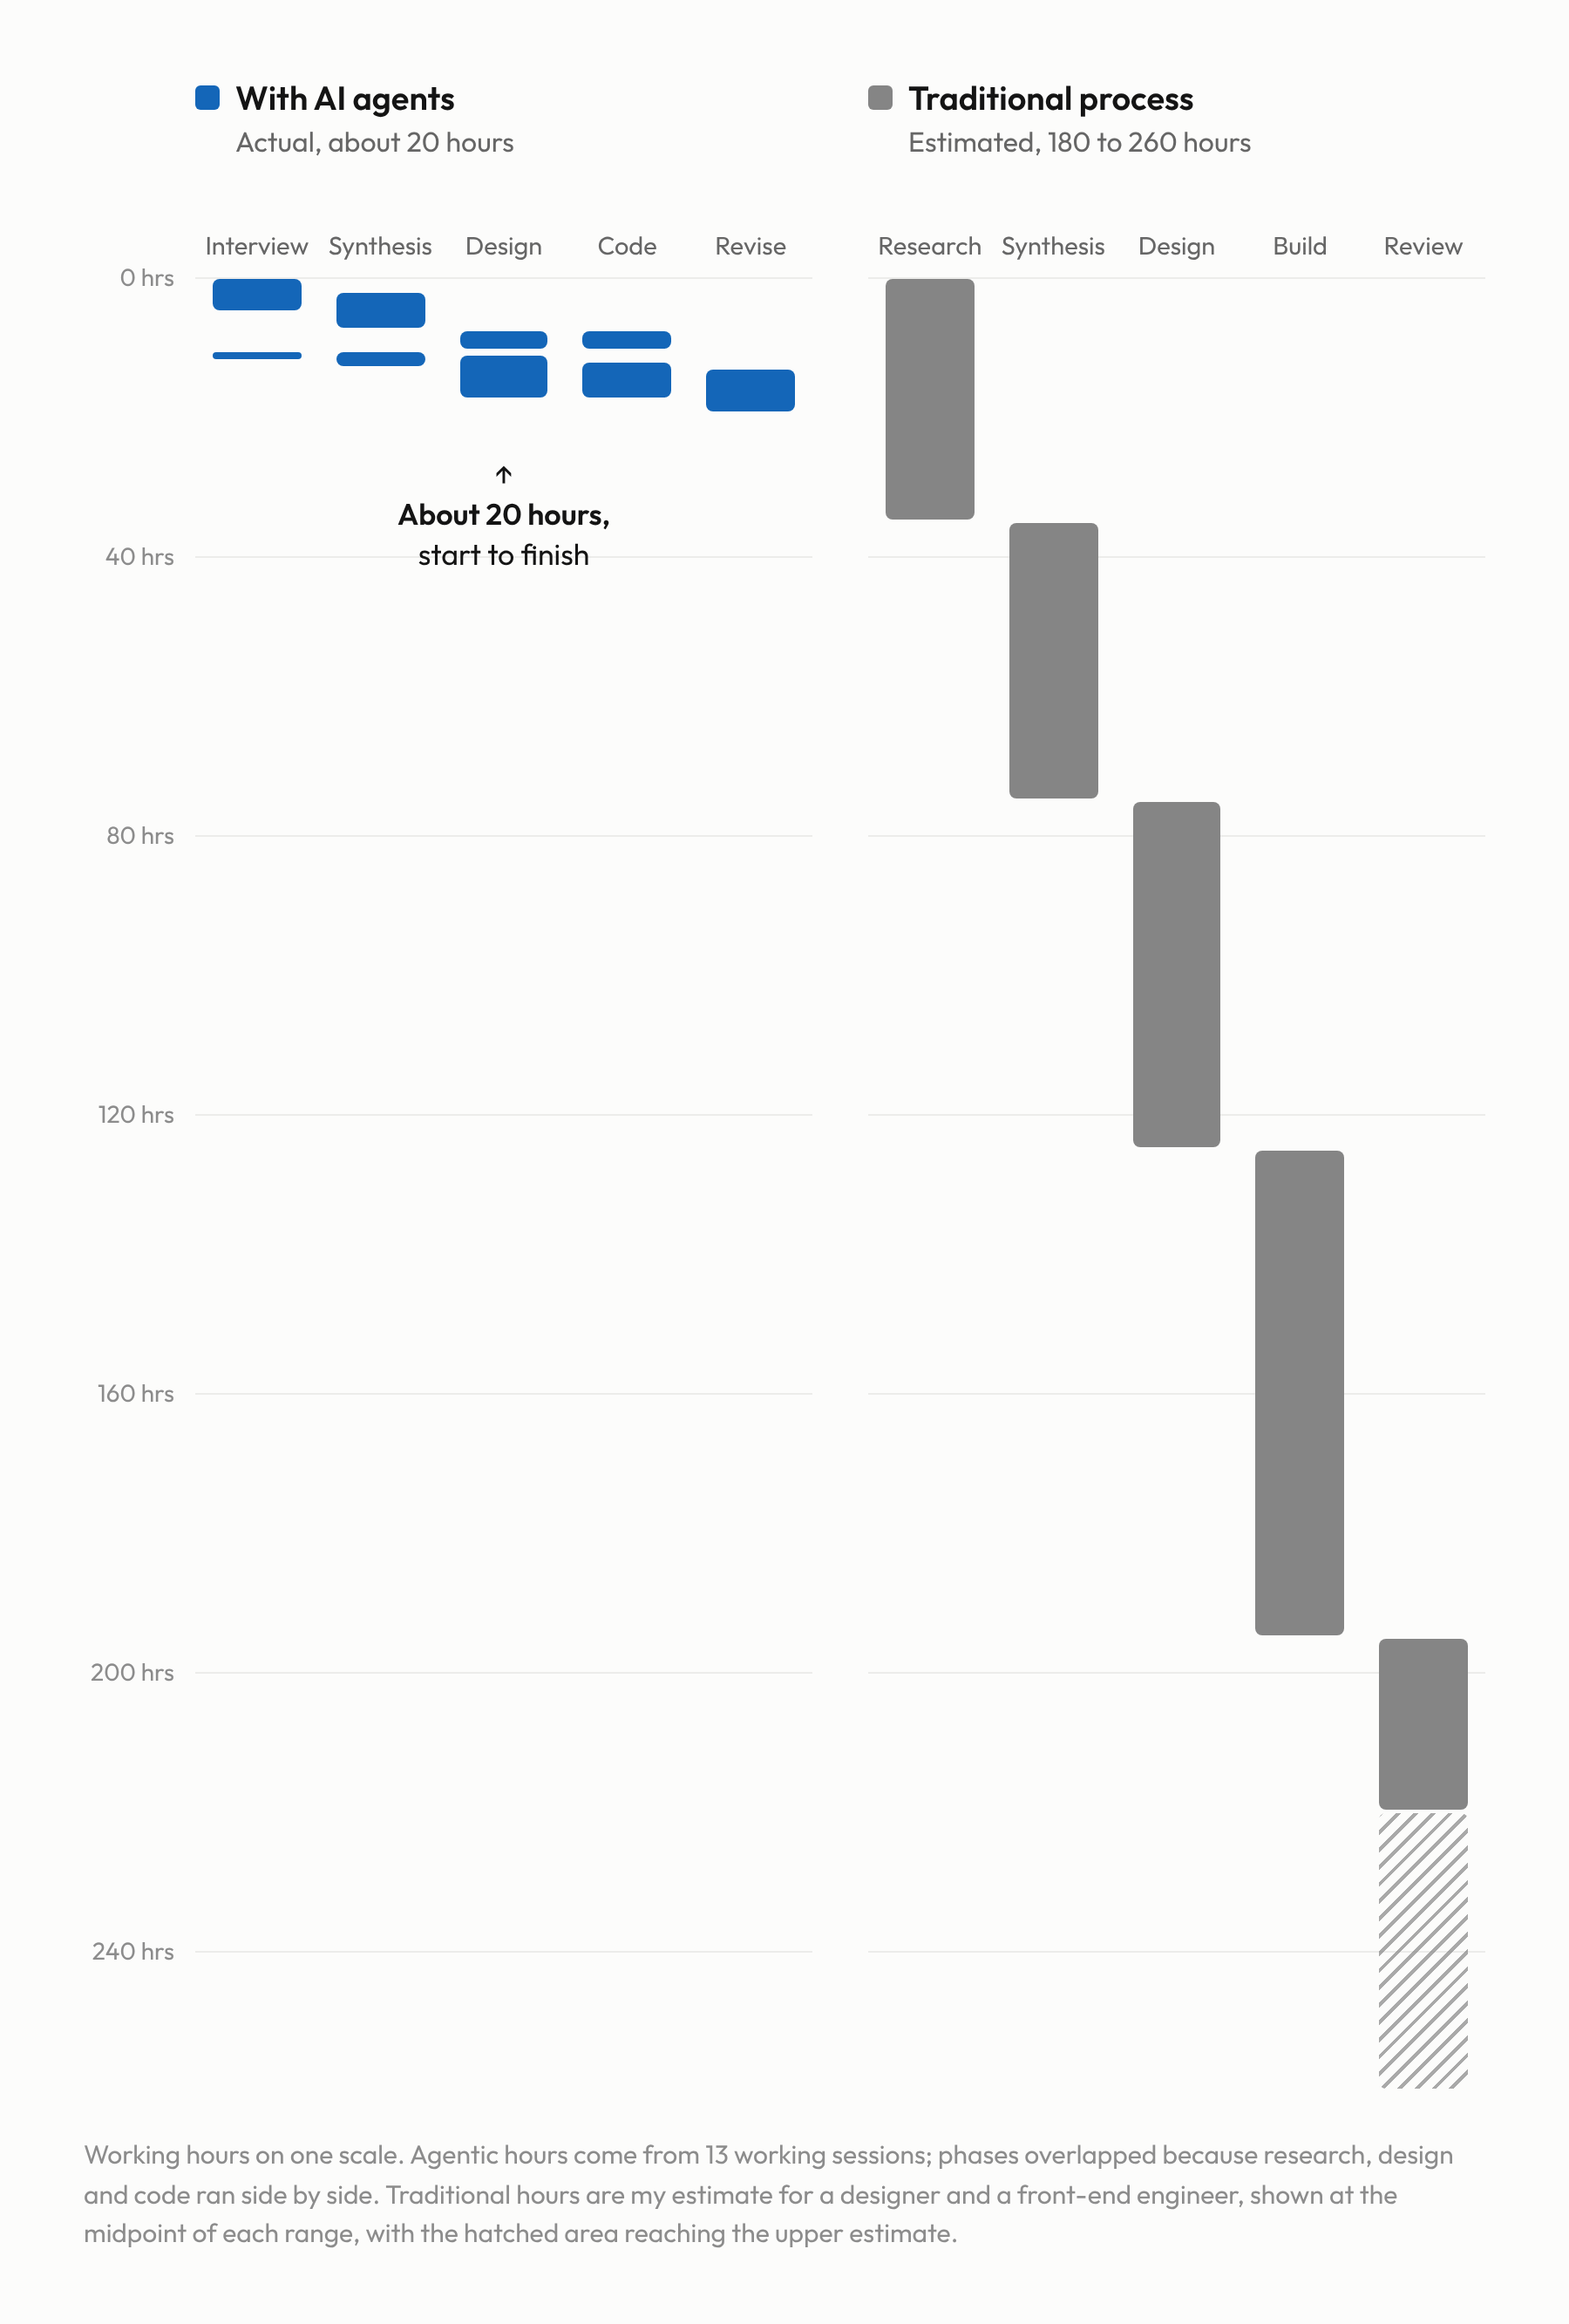 With AI agents
Actual, about 20 hours
Traditional process
Estimated, 180 to 260 hours
Interview Synthesis Design Code Revise
Research Synthesis Design Build Review
0 hrs
↑
About 20 hours,
start to finish
40 hrs
80 hrs
120 hrs
160 hrs
200 hrs
240 hrs
Working hours on one scale. Agentic hours come from 13 working sessions; phases overlapped because research, design
and code ran side by side. Traditional hours are my estimate for a designer and a front-end engineer, shown at the
midpoint of each range, with the hatched area reaching the upper estimate.